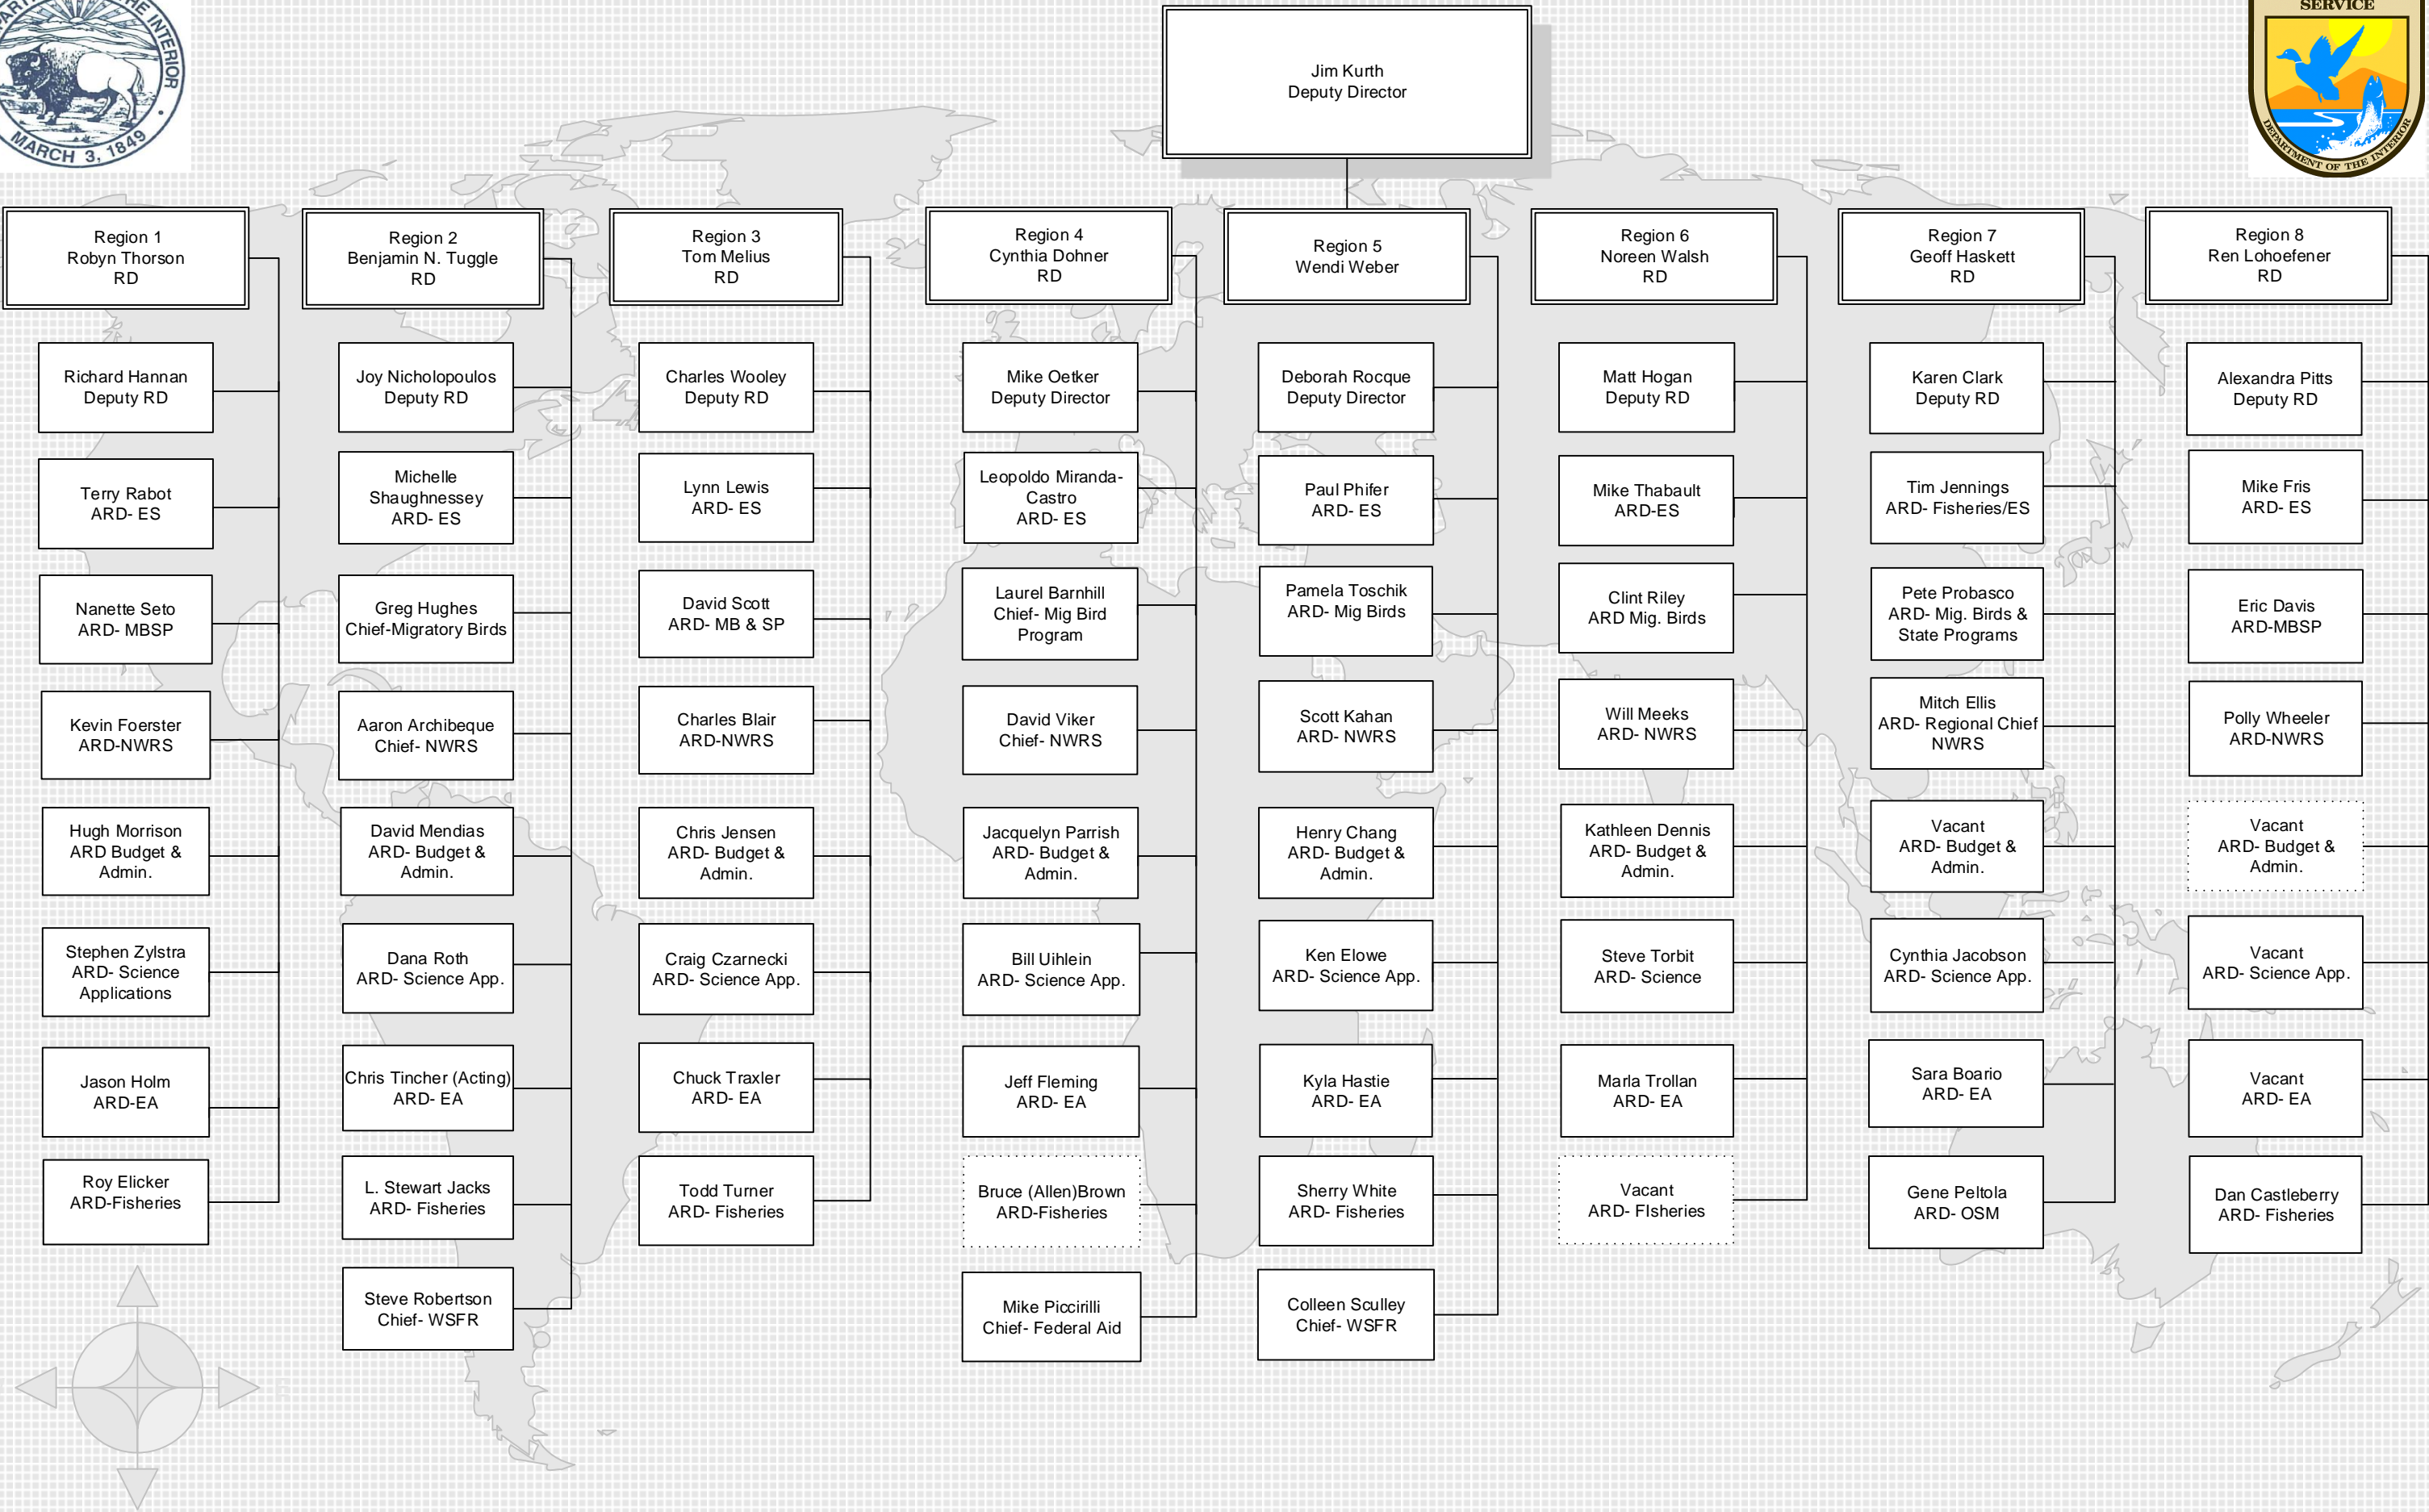 THE INTERIOR
MARCH 3, 1849
SERVICE
DEPARTMENT OF THE INTERIOR
Jim Kurth
Deputy Director
Region 1
Robyn Thorson
RD
Richard Hannan
Deputy RD
Terry Rabot
ARD- ES
Nanette Seto
ARD- MBSP
Kevin Foerster
ARD-NWRS
Hugh Morrison
ARD Budget &
Admin.
Stephen Zylstra
ARD- Science
Applications
Jason Holm
ARD-EA
Roy Elicker
ARD-Fisheries
Region 2
Benjamin N. Tuggle
RD
Joy Nicholopoulos
Deputy RD
Michelle
Shaughnessey
ARD- ES
Greg Hughes
Chief-Migratory Birds
Aaron Archibeque
Chief- NWRS
David Mendias
ARD- Budget &
Admin.
Dana Roth
ARD- Science App.
Chris Tincher (Acting)
ARD- EA
L. Stewart Jacks
ARD- Fisheries
Steve Robertson
Chief- WSFR
Region 3
Tom Melius
RD
Charles Wooley
Deputy RD
Lynn Lewis
ARD- ES
David Scott
ARD- MB & SP
Charles Blair
ARD-NWRS
Chris Jensen
ARD- Budget &
Admin.
Craig Czarnecki
ARD- Science App.
Chuck Traxler
ARD- EA
Todd Turner
ARD- Fisheries
Region 4
Cynthia Dohner
RD
Mike Oetker
Deputy Director
Leopoldo Miranda-
Castro
ARD- ES
Laurel Barnhill
Chief- Mig Bird
Program
David Viker
Chief- NWRS
Jacquelyn Parrish
ARD- Budget &
Admin.
Bill Uihlein
ARD- Science App.
Jeff Fleming
ARD- EA
Bruce (Allen)Brown
ARD-Fisheries
Mike Piccirilli
Chief- Federal Aid
Region 5
Wendi Weber
Deborah Rocque
Deputy Director
Paul Phifer
ARD- ES
Pamela Toschik
ARD- Mig Birds
Scott Kahan
ARD- NWRS
Henry Chang
ARD- Budget &
Admin.
Ken Elowe
ARD- Science App.
Kyla Hastie
ARD- EA
Sherry White
ARD- Fisheries
Colleen Sculley
Chief- WSFR
Region 6
Noreen Walsh
RD
Matt Hogan
Deputy RD
Mike Thabault
ARD-ES
Clint Riley
ARD Mig. Birds
Will Meeks
ARD- NWRS
Kathleen Dennis
ARD- Budget &
Admin.
Steve Torbit
ARD- Science
Marla Trollan
ARD- EA
Vacant
ARD- FIsheries
Region 7
Geoff Haskett
RD
Karen Clark
Deputy RD
Tim Jennings
ARD- Fisheries/ES
Pete Probasco
ARD- Mig. Birds &
State Programs
Mitch Ellis
ARD- Regional Chief
NWRS
Vacant
ARD- Budget &
Admin.
Cynthia Jacobson
ARD- Science App.
Sara Boario
ARD- EA
Gene Peltola
ARD- OSM
Region 8
Ren Lohoefener
RD
Alexandra Pitts
Deputy RD
Mike Fris
ARD- ES
Eric Davis
ARD-MBSP
Polly Wheeler
ARD-NWRS
Vacant
ARD- Budget &
Admin.
Vacant
ARD- Science App.
Vacant
ARD- EA
Dan Castleberry
ARD- Fisheries